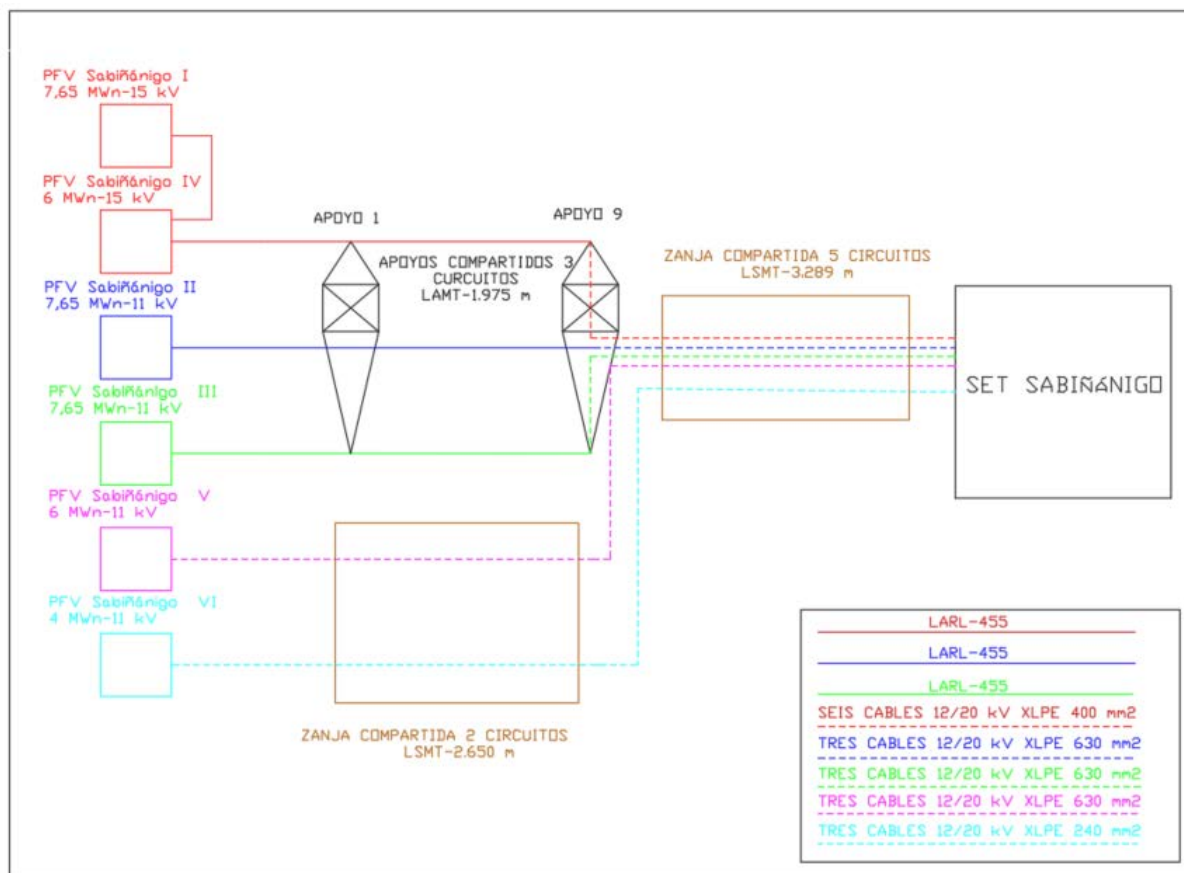 PFV Sabiñánigo I
7,65 MWn-15 kV
PFV Sabiñánigo IV
6 MWn-15 kV
PFV Sabiñánigo II
7,65 MWn-11 kV
PFV Sabiñánigo III
7,65 MWn-11 kV
PFV Sabiñánigo V
6 MWn-11 kV
PFV Sabiñánigo VI
4 MWn-11 kV
APOYO 1
APOYO 9
APOYOS COMPARTIDOS 3
CURCUITOS
LAMT-1.975 m
ZANJA COMPARTIDA 5 CIRCUITOS
LSMT-3.289 m
SET SABIÑáNIGO
ZANJA COMPARTIDA 2 CIRCUITOS
LSMT-2.650 m
LARL-455
LARL-455
LARL-455
SEIS CABLES 12/20 kV XLPE 400 mm2
TRES CABLES 12/20 kV XLPE 630 mm2
TRES CABLES 12/20 kV XLPE 630 mm2
TRES CABLES 12/20 kV XLPE 630 mm2
TRES CABLES 12/20 kV XLPE 240 mm2